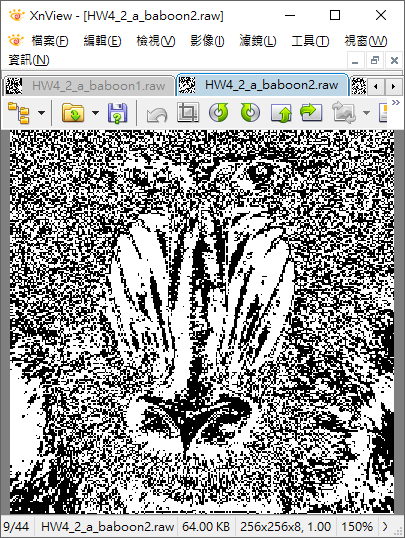 XnView - [HW4_2_a_baboon2.raw]
檔案(F) 編輯(E) 檢視(V) 影像(I) 濾鏡(L) 工具(T) 視窗(W)
資訊(N)
HW4_2_a_baboon1.raw HW4_2_a_baboon2.raw
9/44 HW4_2_a_baboon2.raw 64.00 KB 256x256x8, 1.00 150%